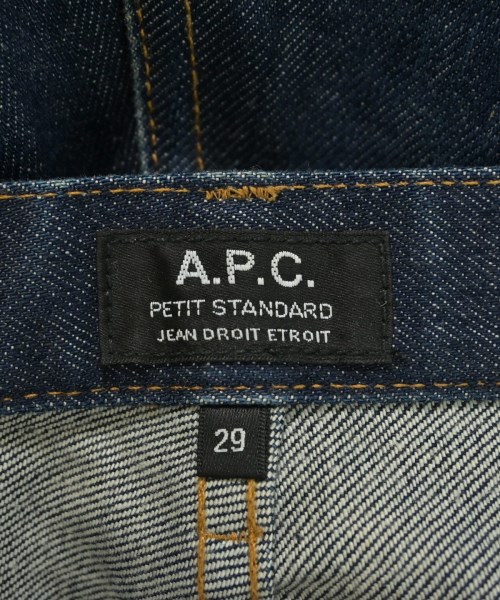 A.P.C.
PETIT STANDARD
JEAN DROIT ETROIT
29